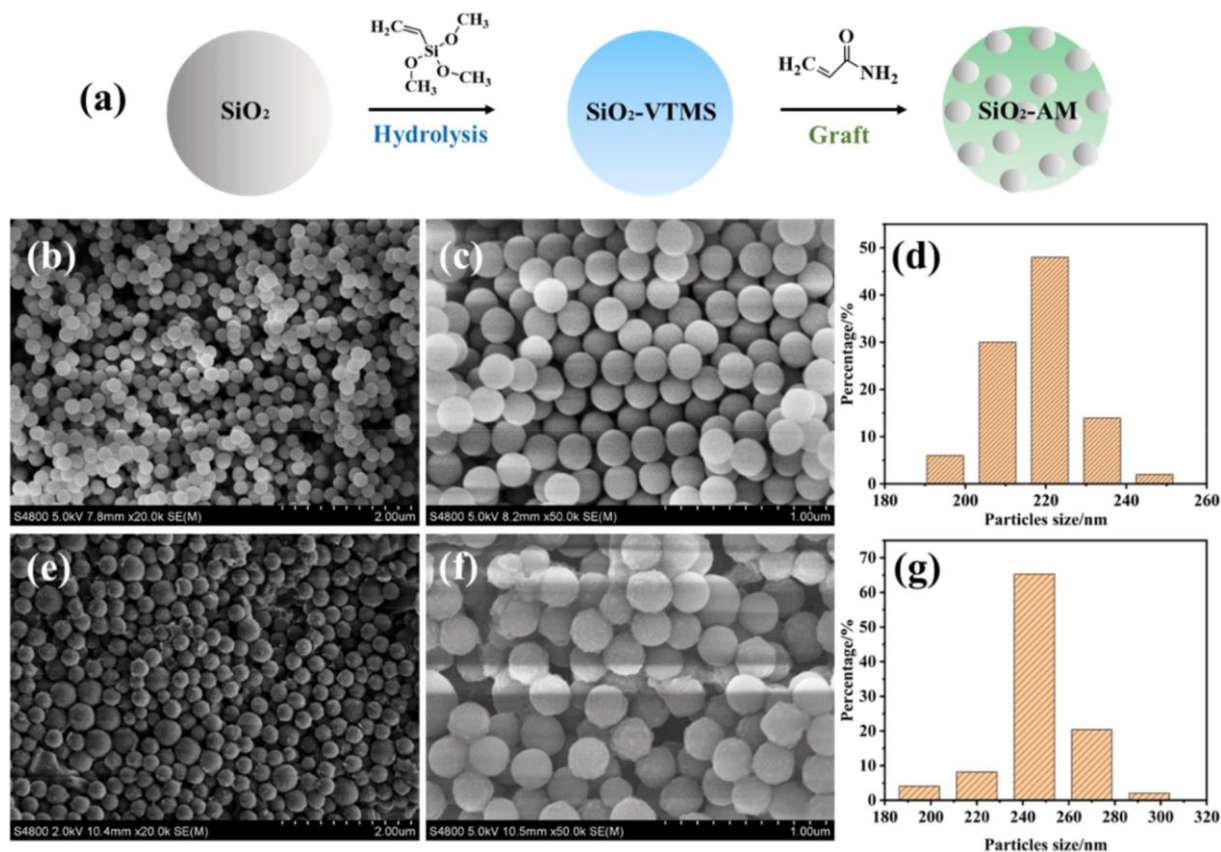 (a)
SiO₂
H₂C
Si
O
CH₃
O
O
CH₃
CH₃
Hydrolysis
SiO₂-VTMS
O
H₂C
NH₂
Graft
SiO₂-AM
(b)
S4800 5.0kV 7.8mm x20.0k SE(M)
2.00um
(c)
S4800 5.0kV 8.2mm x50.0k SE(M)
1.00um
(d)
Percentage/%
50
40
30
20
10
0
180
200
220
240
260
Particles size/nm
(e)
S4800 2.0kV 10.4mm x20.0k SE(M)
2.00um
(f)
S4800 5.0kV 10.5mm x50.0k SE(M)
1.00um
(g)
Percentage/%
70
60
50
40
30
20
10
0
200
220
240
260
280
300
320
Particles size/nm